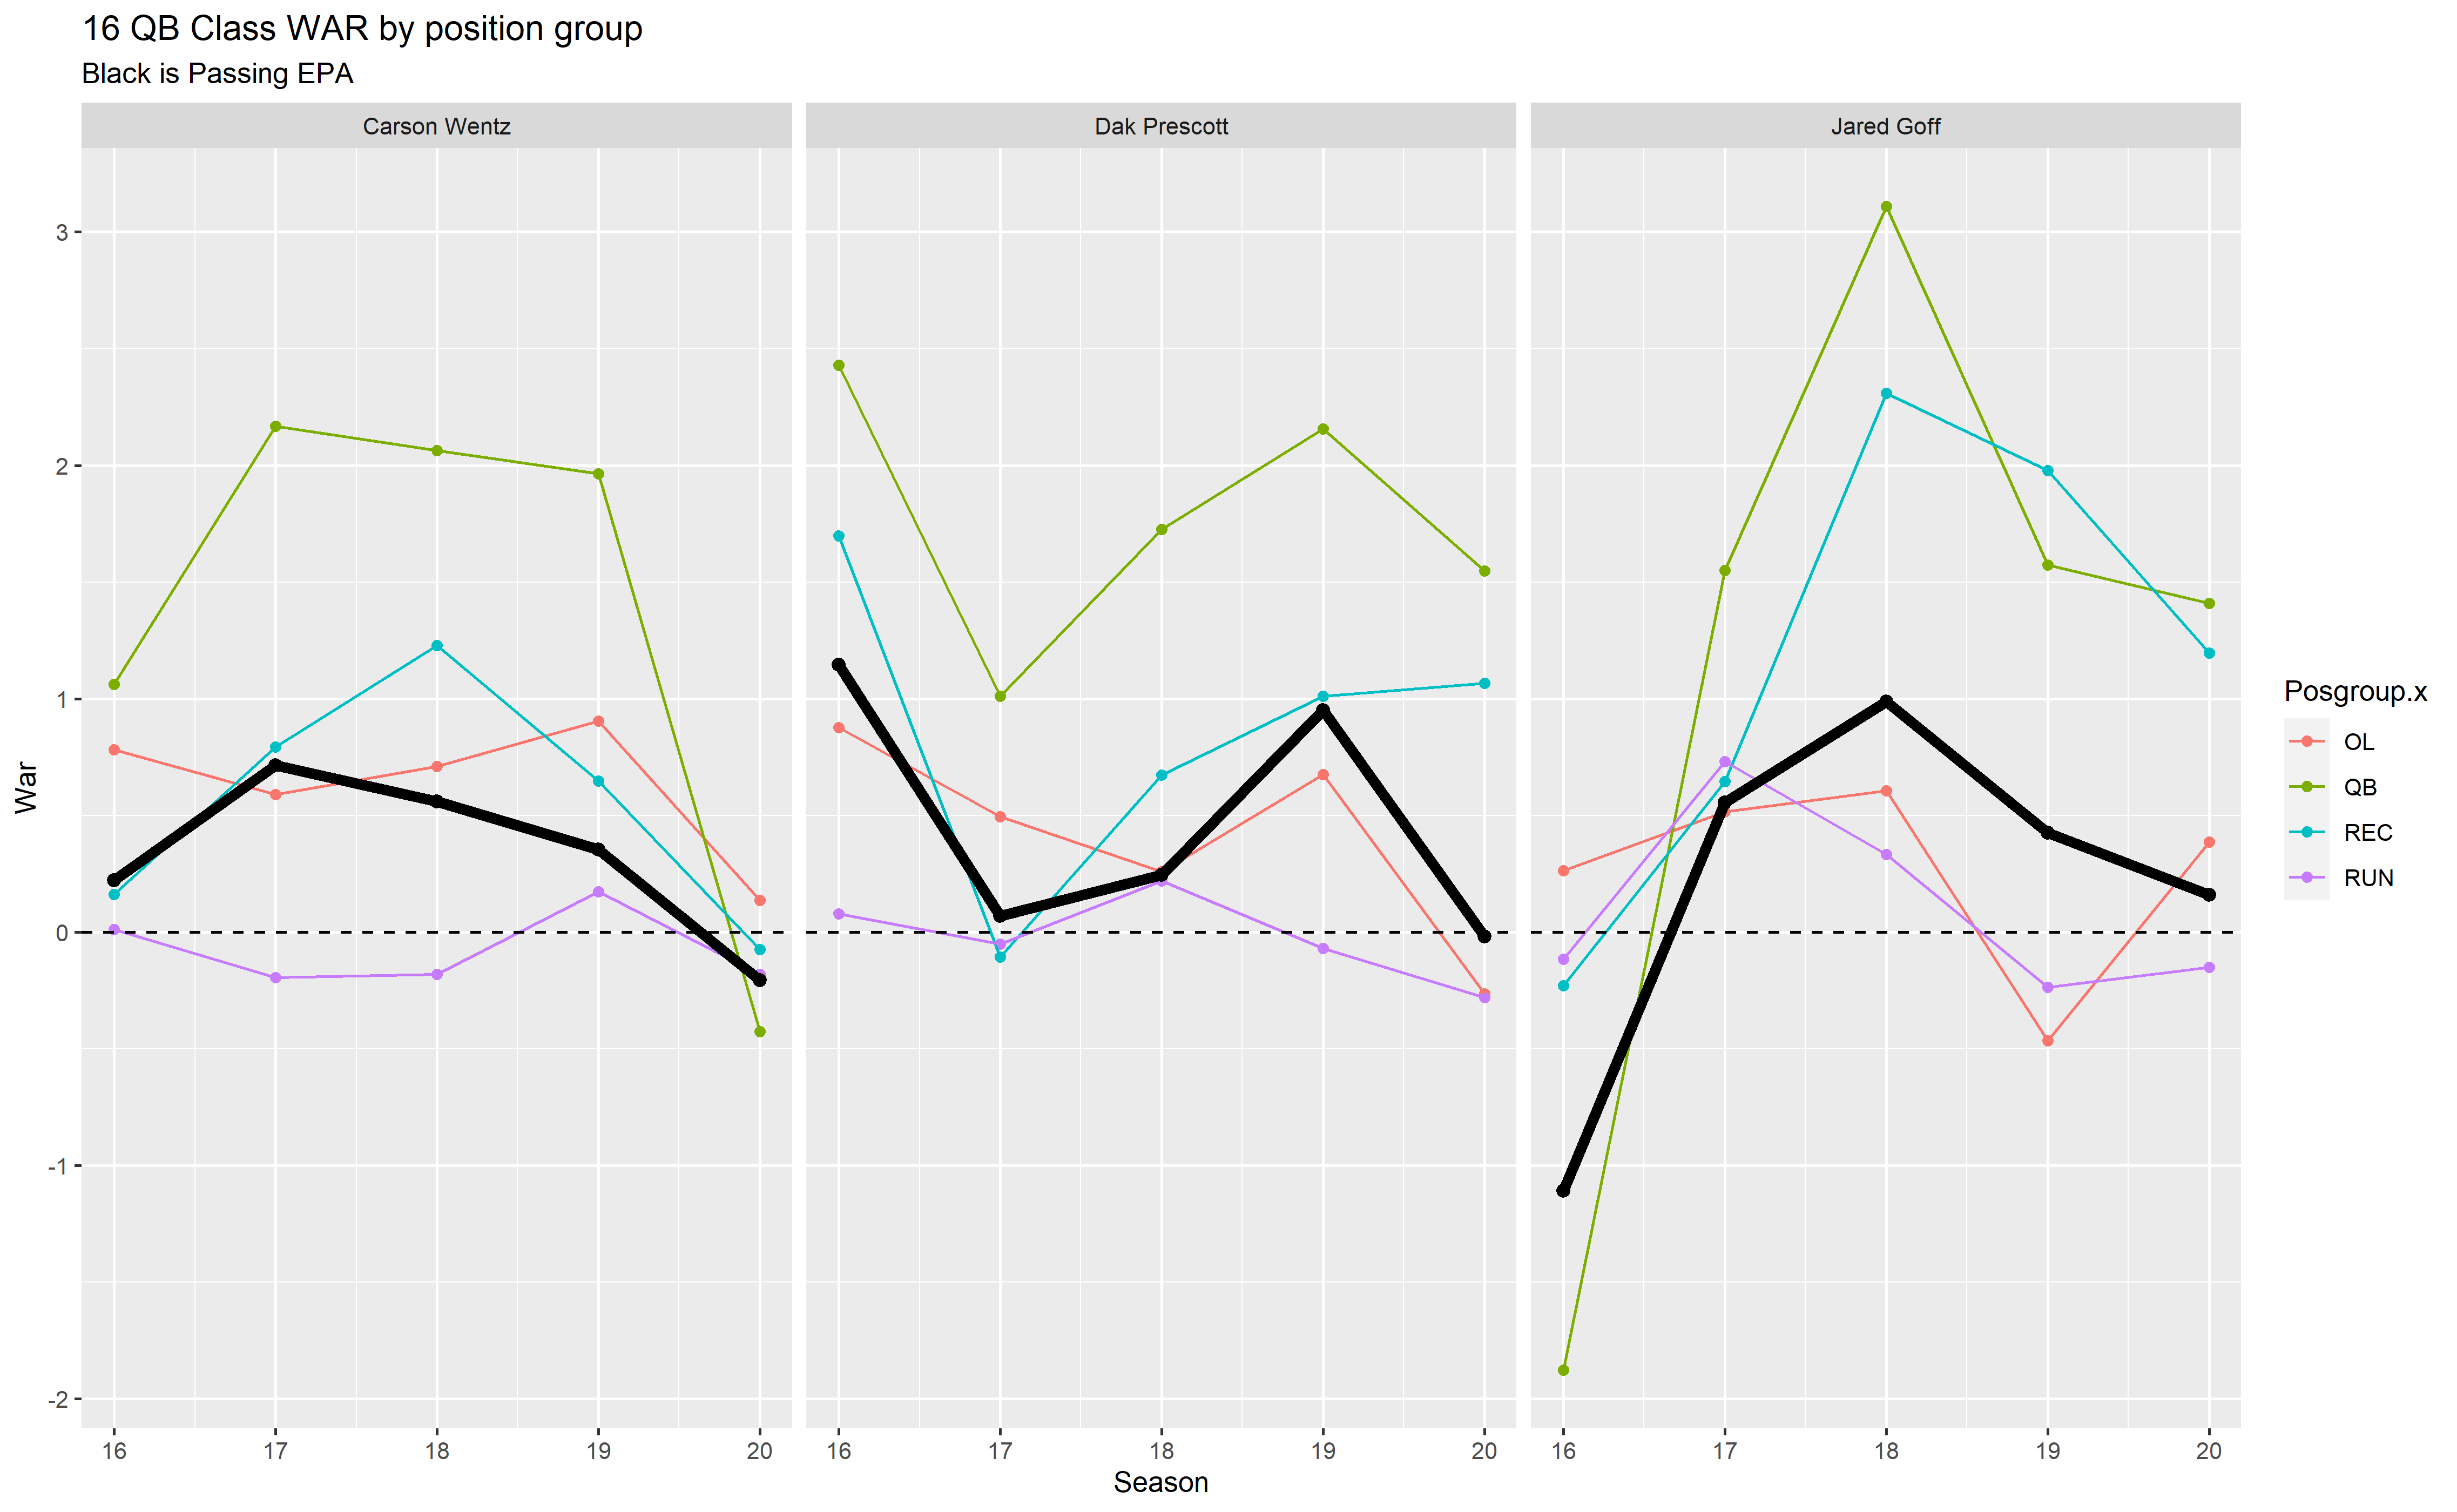 16 QB Class WAR by position group
Black is Passing EPA
Carson Wentz
Dak Prescott
Jared Goff
War
3
2
1
0
-1
-2
16 17 18 19 20
16 17 18 19 20
16 17 18 19 20
Season
Posgroup.x
OL
QB
REC
RUN